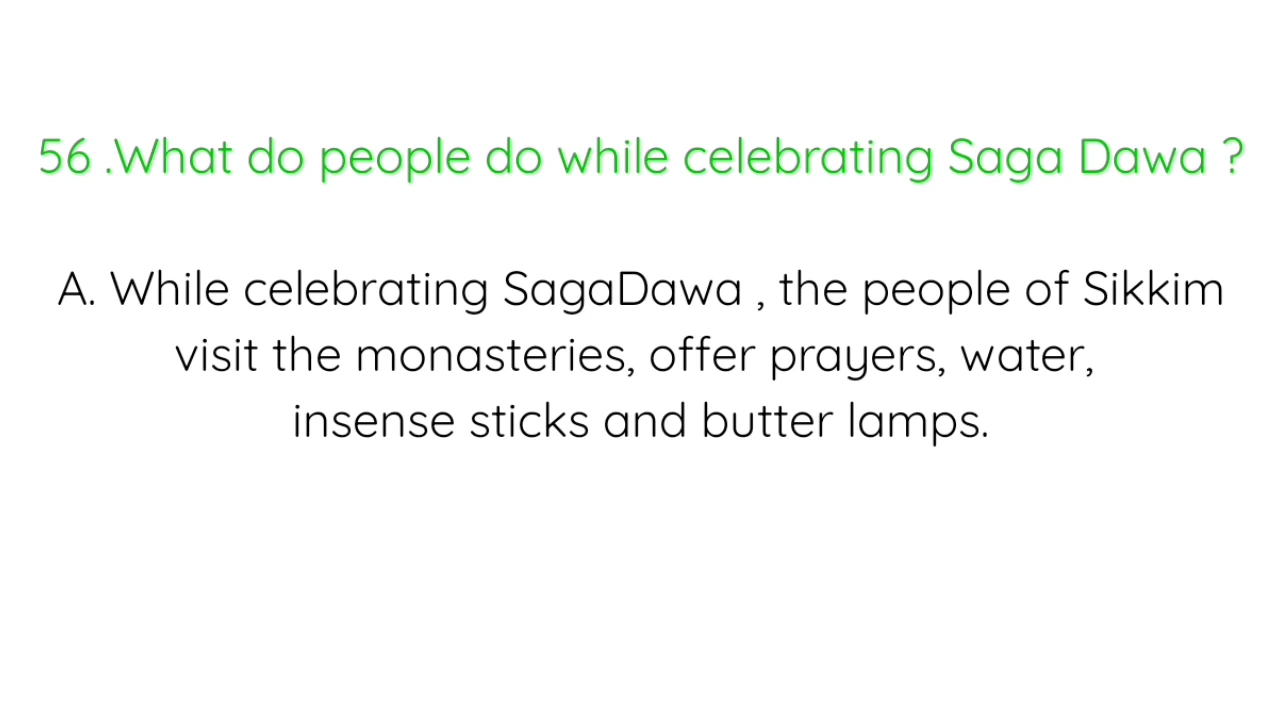 56 .What do people do while celebrating Saga Dawa ?
A. While celebrating SagaDawa , the people of Sikkim
visit the monasteries, offer prayers, water,
insense sticks and butter lamps.